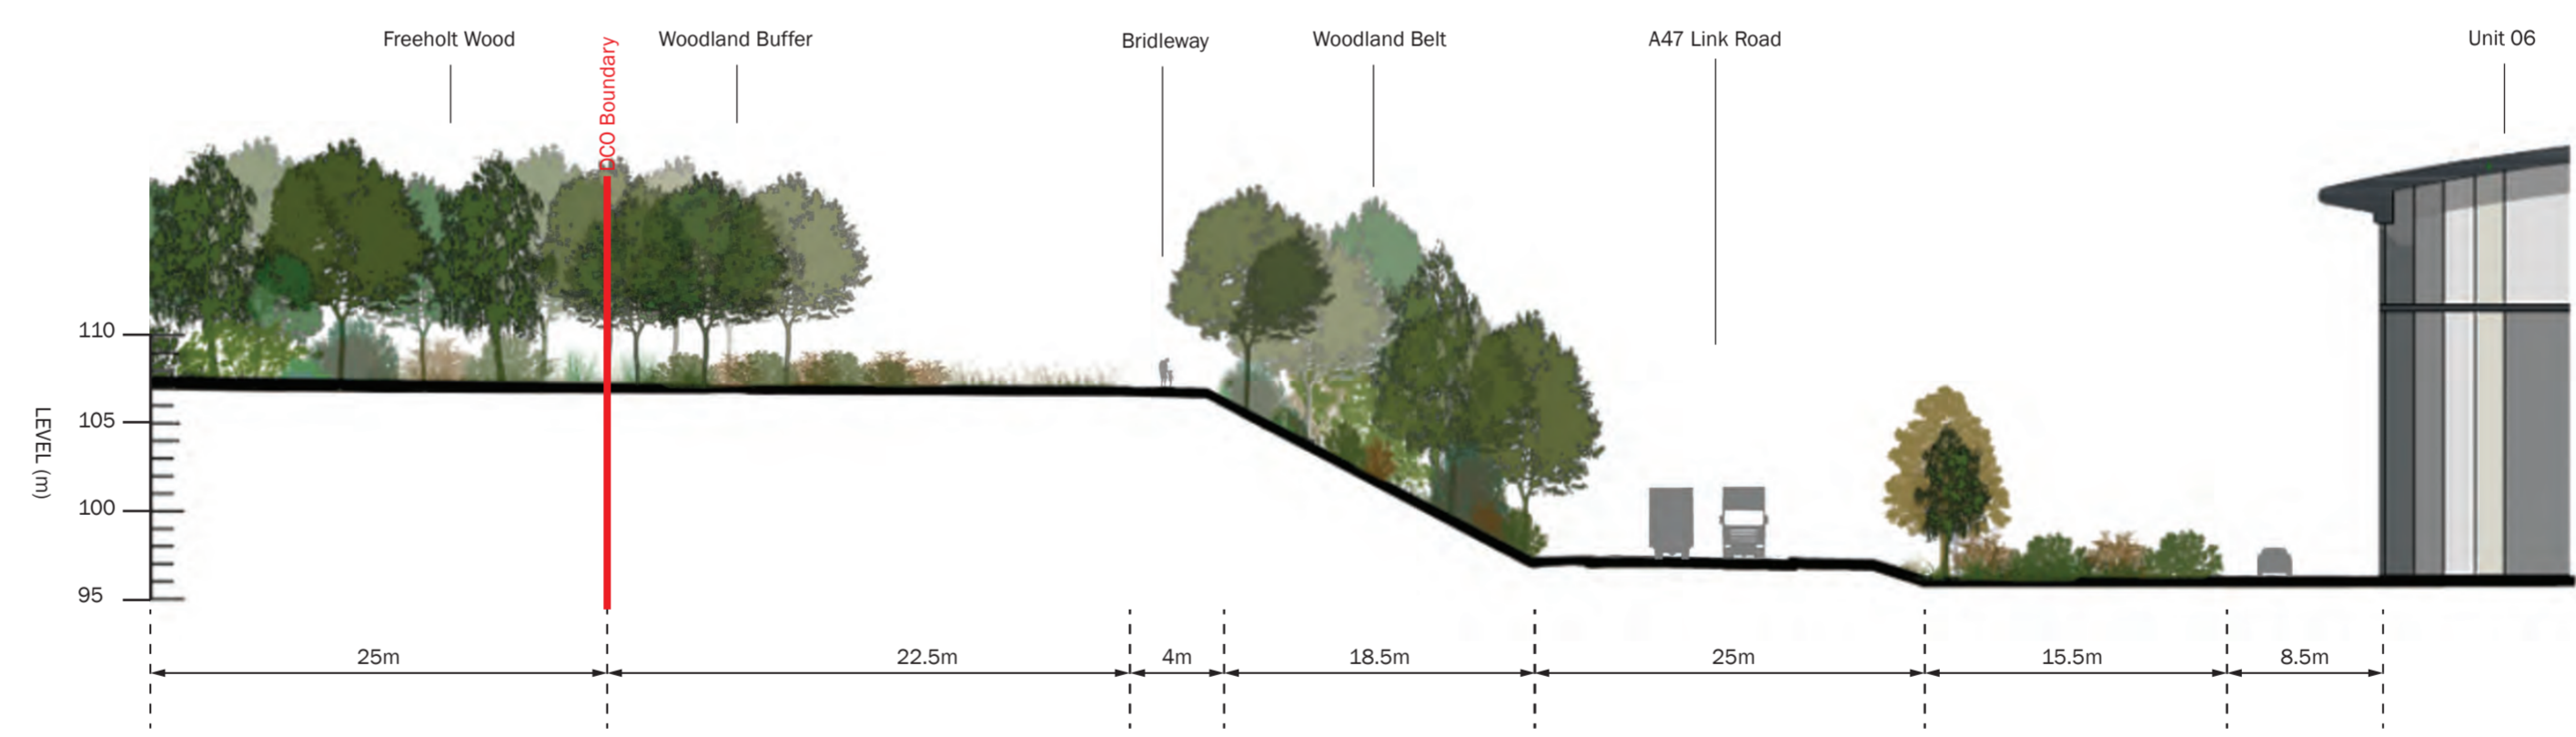 Freeholt Wood
DCO Boundary
Woodland Buffer
Bridleway
Woodland Belt
A47 Link Road
Unit 06
LEVEL (m)
110
105
100
95
25m
22.5m
4m
18.5m
25m
15.5m
8.5m